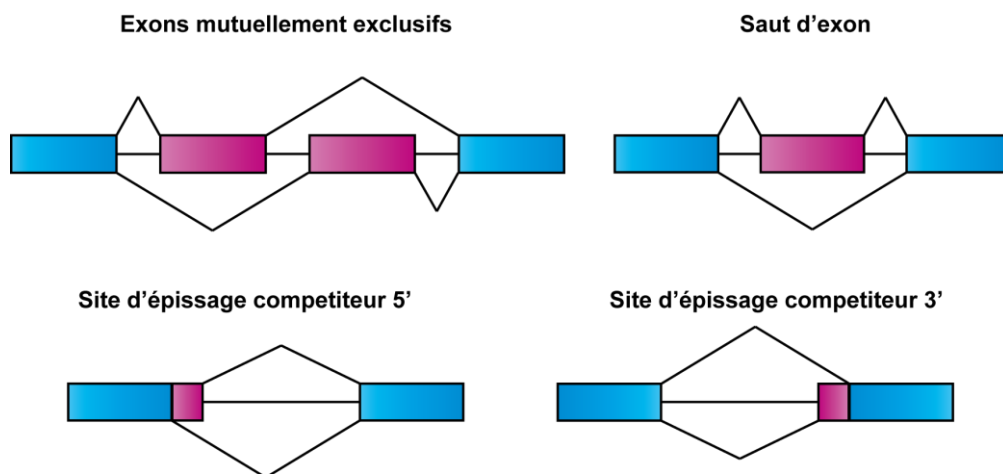 Exons mutuellement exclusifs
Saut d'exon
Site d'épissage competiteur 5'
Site d'épissage competiteur 3'